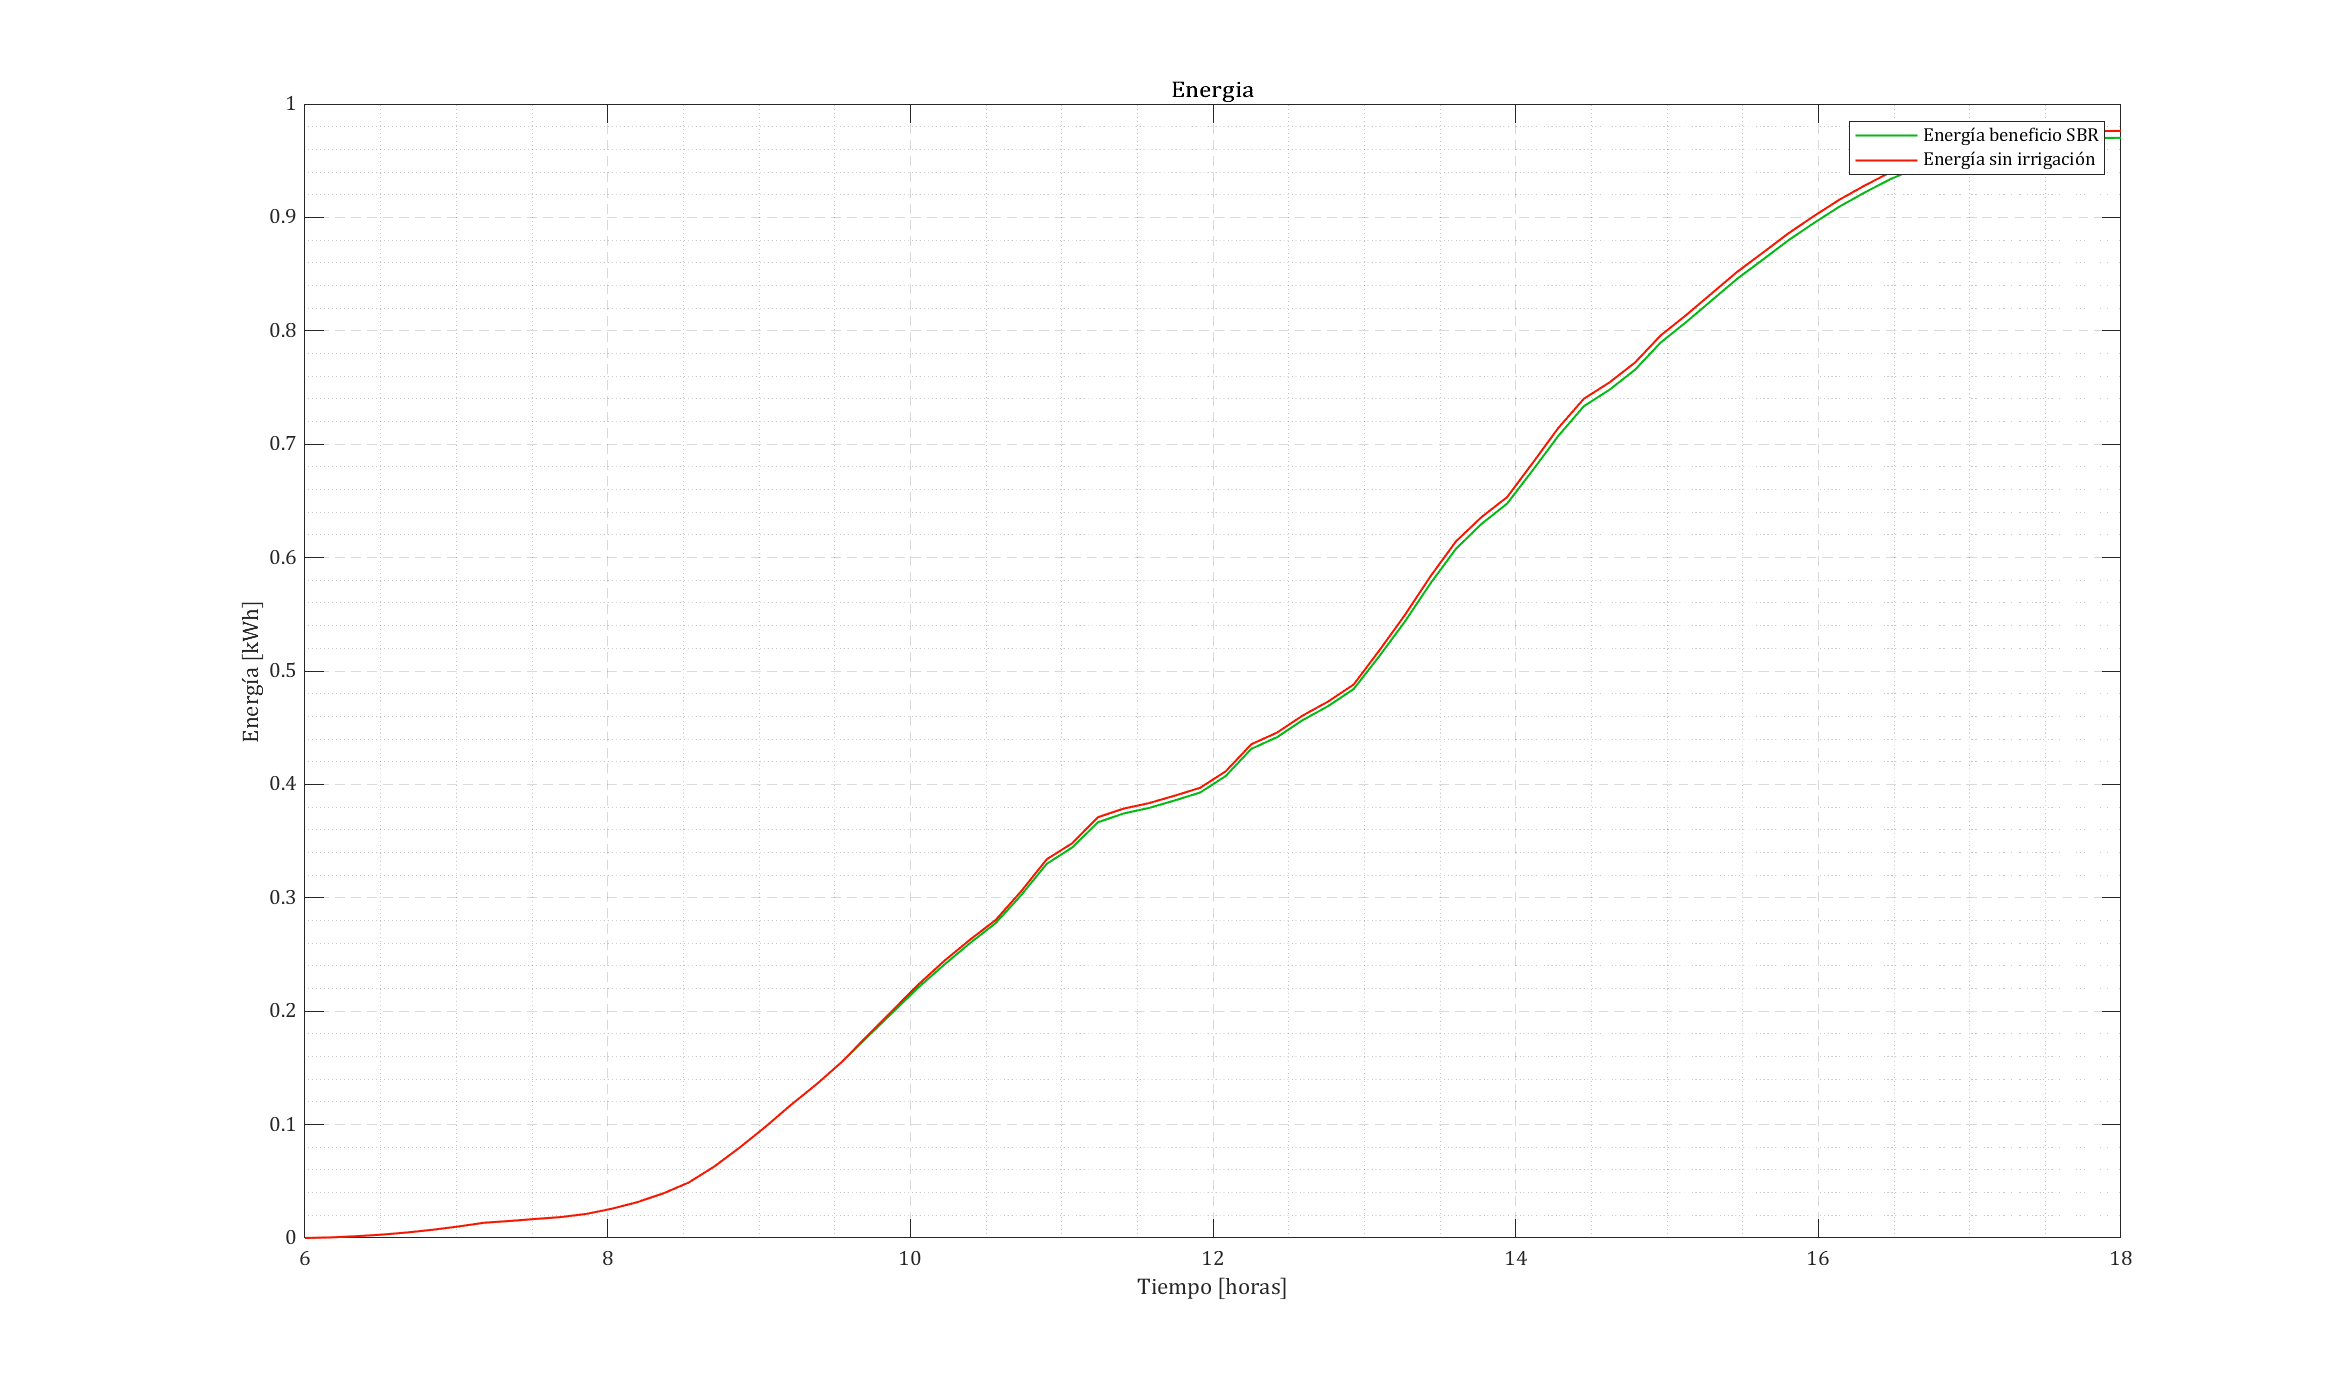 Energia
1
0.9
0.8
0.7
0.6
0.5
0.4
0.3
0.2
0.1
0
Energía [kWh]
Energía beneficio SBR
Energía sin irrigación
6 8 10 12 14 16 18
Tiempo [horas]